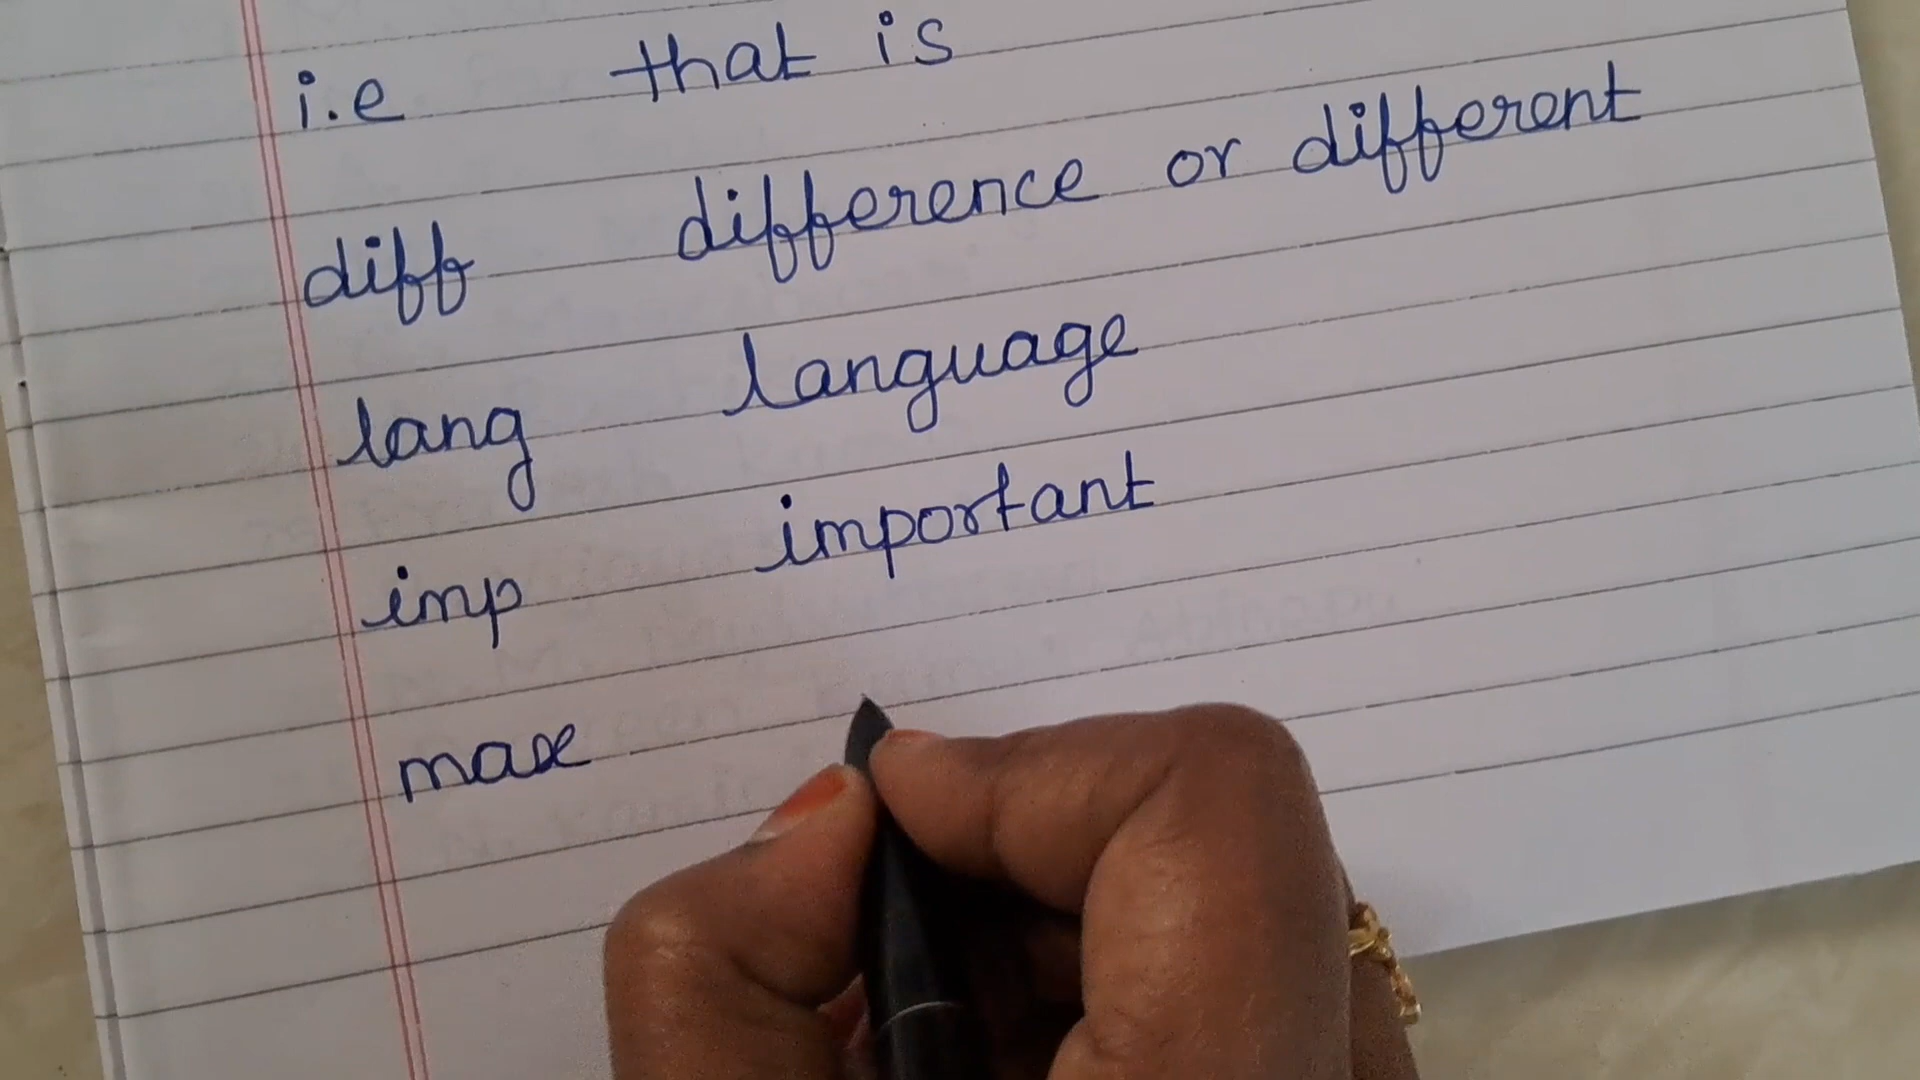 i.e that is
diff difference or different
lang language
imp important
max